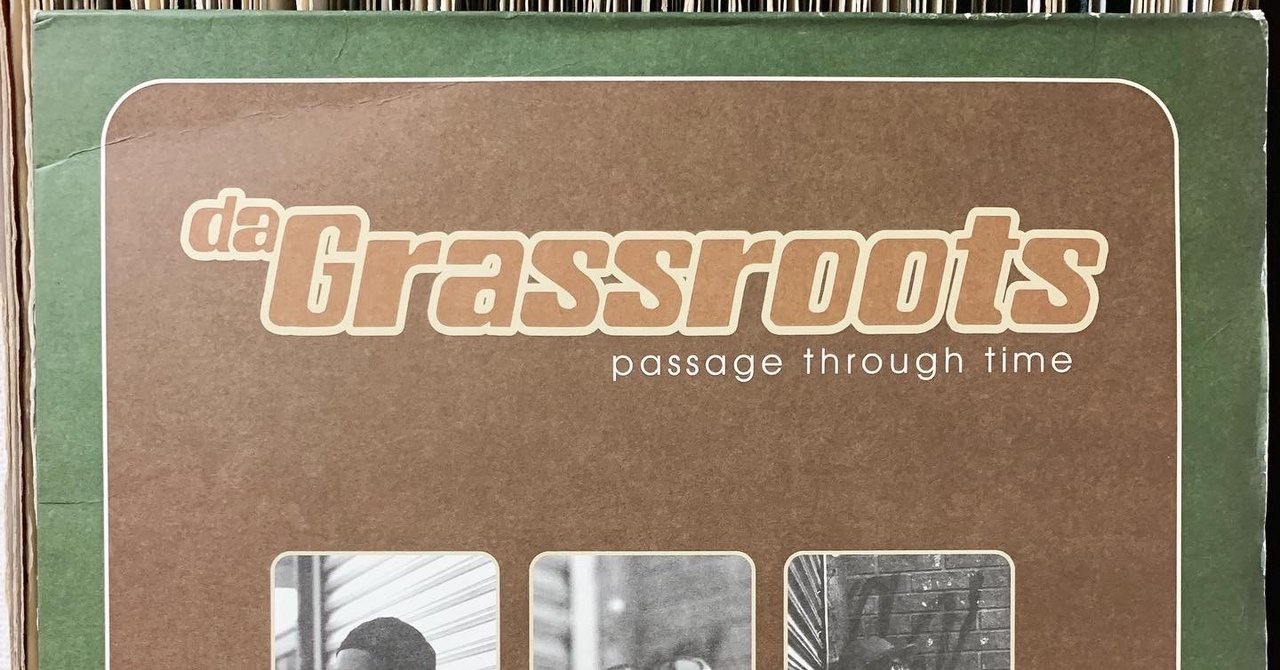 da Grassroots
passage through time